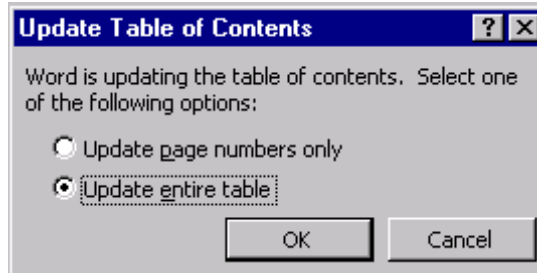 Update Table of Contents
Word is updating the table of contents. Select one
of the following options:
Update page numbers only
Update entire table
OK Cancel